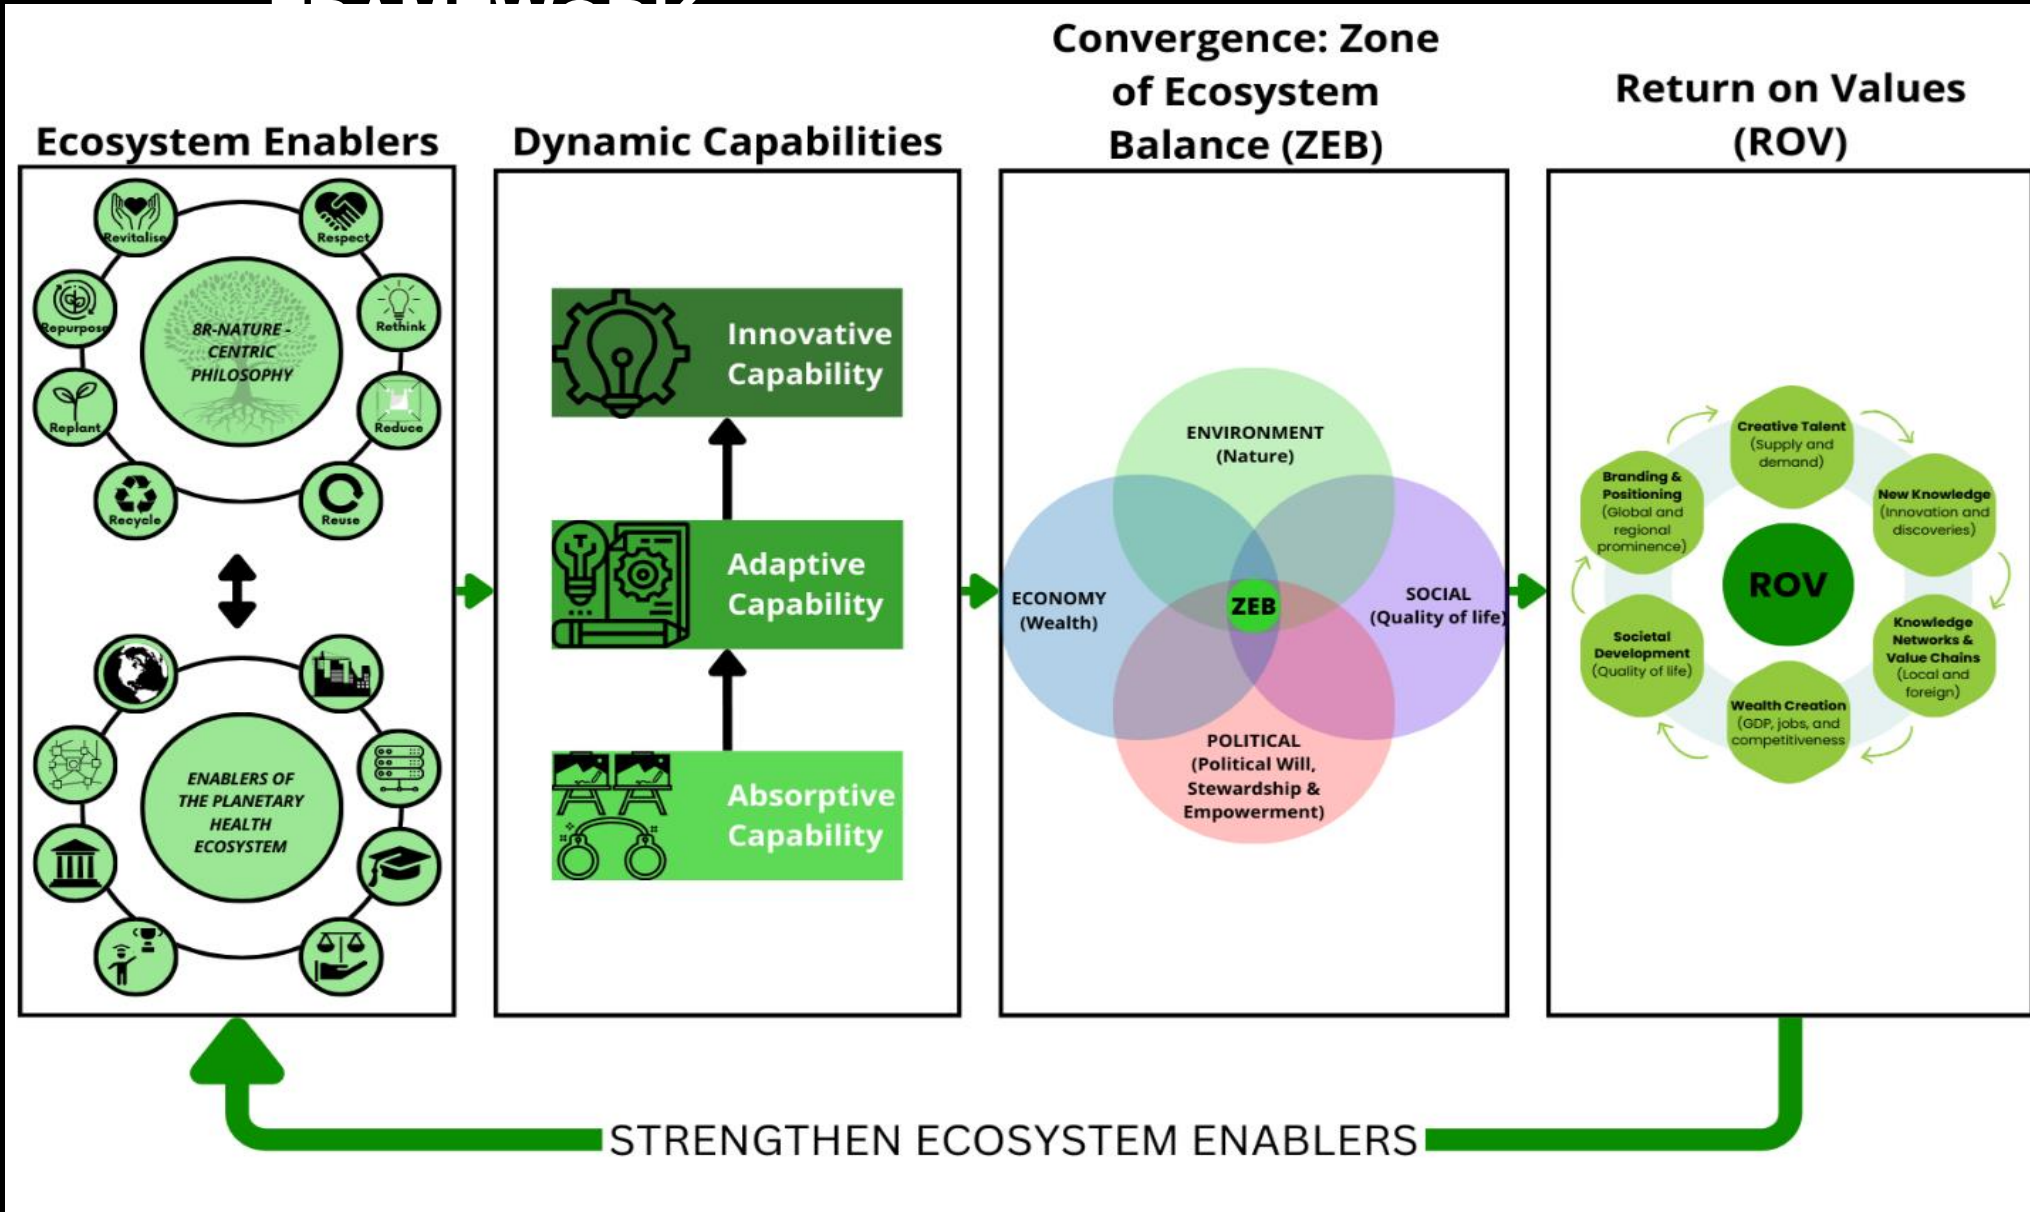 Ecosystem Enablers
Revitalise
Respect
Repurpose
Rethink
8R-NATURE -
CENTRIC
PHILOSOPHY
Replant
Reduce
Recycle
Reuse
ENABLERS OF
THE PLANETARY
HEALTH
ECOSYSTEM
Dynamic Capabilities
Innovative
Capability
Adaptive
Capability
Absorptive
Capability
Convergence: Zone
of Ecosystem
Balance (ZEB)
ENVIRONMENT
(Nature)
ECONOMY
(Wealth)
ZEB
SOCIAL
(Quality of life)
POLITICAL
(Political Will,
Stewardship &
Empowerment)
Return on Values
(ROV)
Creative Talent
(Supply and
demand)
New Knowledge
(Innovation and
discoveries)
Knowledge
Networks &
Value Chains
(Local and
foreign)
Wealth Creation
(GDP, jobs, and
competitiveness
Societal
Development
(Quality of life)
Branding &
Positioning
(Global and
regional
prominence)
ROV
STRENGTHEN ECOSYSTEM ENABLERS